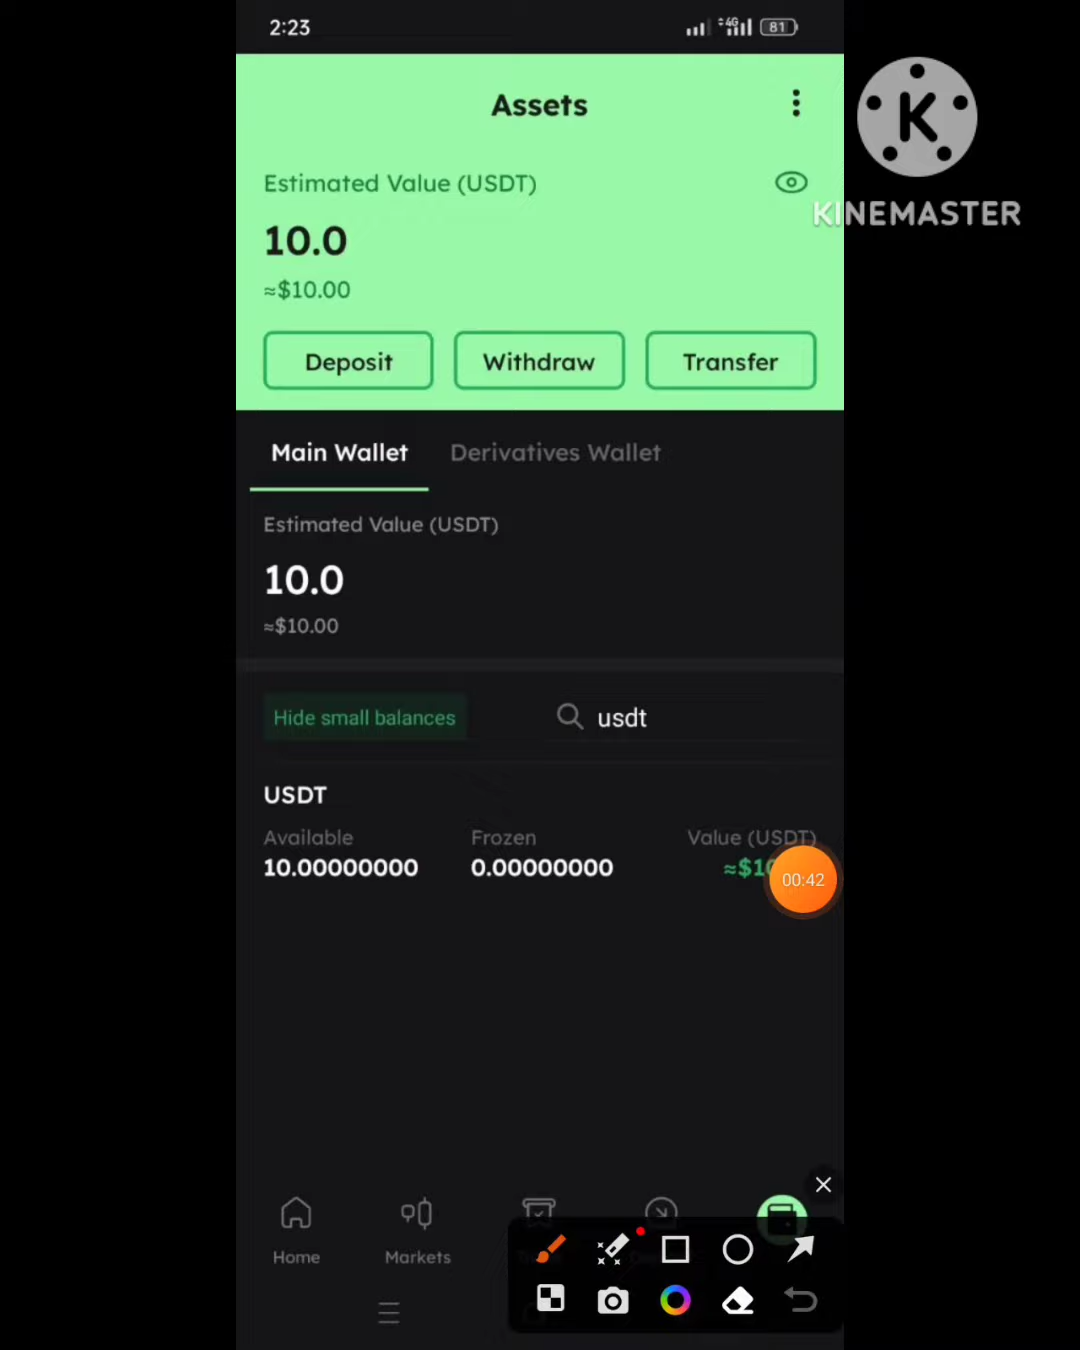 2:23
4G
81
Assets
K
KINEMASTER
Estimated Value (USDT)
10.0
≈$10.00
Deposit
Withdraw
Transfer
Main Wallet
Derivatives Wallet
Estimated Value (USDT)
10.0
≈$10.00
Hide small balances
usdt
USDT
Available
Frozen
Value (USDT)
10.00000000
0.00000000
≈$10
00:42
Home
Markets